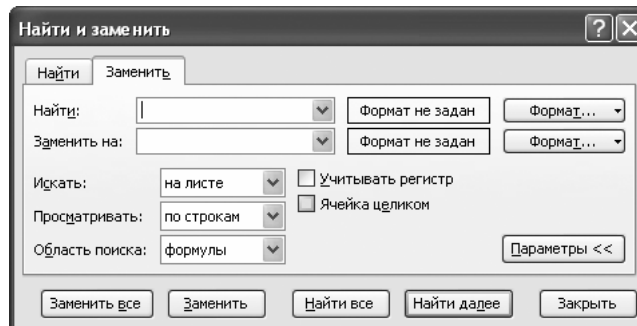 Найти и заменить
Найти Заменить
Найти: Формат не задан Формат...
Заменить на: Формат не задан Формат...
Искать: на листе Учитывать регистр
Просматривать: по строкам Ячейка целиком
Область поиска: формулы Параметры <<
Заменить все Заменить Найти все Найти далее Закрыть